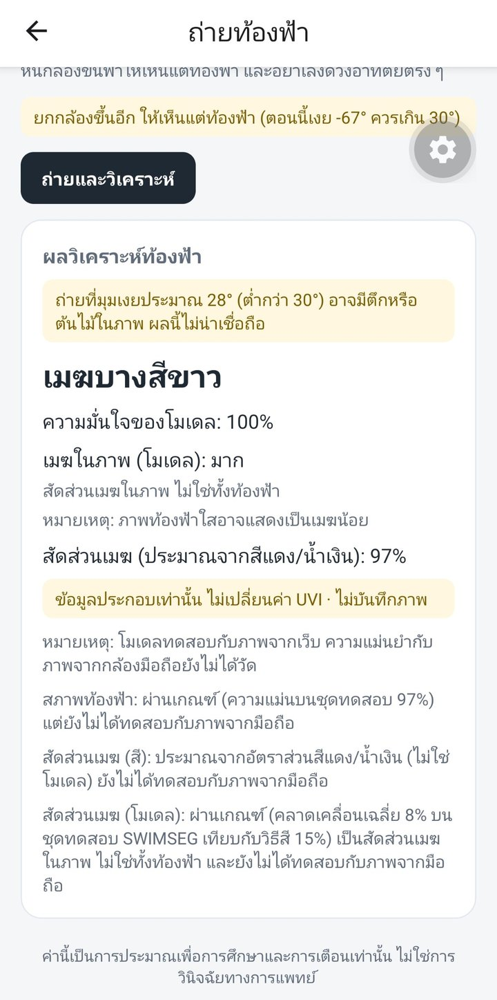 ถ่ายท้องฟ้า
หันกล้องขึ้นฟ้าให้เห็นแต่ท้องฟ้า และอย่าเล็งดวงอาทิตย์ตรง ๆ
ยกกล้องขึ้นอีก ให้เห็นแต่ท้องฟ้า (ตอนนี้เงย -67° ควรเกิน 30°)
ถ่ายและวิเคราะห์
ผลวิเคราะห์ท้องฟ้า
ถ่ายที่มุมเงยประมาณ 28° (ต่ำกว่า 30°) อาจมีตึกหรือ
ต้นไม้ในภาพ ผลนี้ไม่น่าเชื่อถือ
เมฆบางสีขาว
ความมั่นใจของโมเดล: 100%
เมฆในภาพ (โมเดล): มาก
สัดส่วนเมฆในภาพ ไม่ใช่ทั้งท้องฟ้า
หมายเหตุ: ภาพท้องฟ้าใสอาจแสดงเป็นเมฆน้อย
สัดส่วนเมฆ (ประมาณจากสีแดง/น้ำเงิน): 97%
ข้อมูลประกอบเท่านั้น ไม่เปลี่ยนค่า UVI · ไม่บันทึกภาพ
หมายเหตุ: โมเดลทดสอบกับภาพจากเว็บ ความแม่นยำกับ
ภาพจากกล้องมือถือยังไม่ได้วัด
สภาพท้องฟ้า: ผ่านเกณฑ์ (ความแม่นบนชุดทดสอบ 97%)
แต่ยังไม่ได้ทดสอบกับภาพจากมือถือ
สัดส่วนเมฆ (สี): ประมาณจากอัตราส่วนสีแดง/น้ำเงิน (ไม่ใช่
โมเดล) ยังไม่ได้ทดสอบกับภาพจากมือถือ
สัดส่วนเมฆ (โมเดล): ผ่านเกณฑ์ (คลาดเคลื่อนเฉลี่ย 8% บน
ชุดทดสอบ SWIMSEG เทียบกับวิธีสี 15%) เป็นสัดส่วนเมฆ
ในภาพ ไม่ใช่ทั้งท้องฟ้า และยังไม่ได้ทดสอบกับภาพจากมือ
ถือ
ค่านี้เป็นการประมาณเพื่อการศึกษาและการเตือนเท่านั้น ไม่ใช่การ
วินิจฉัยทางการแพทย์